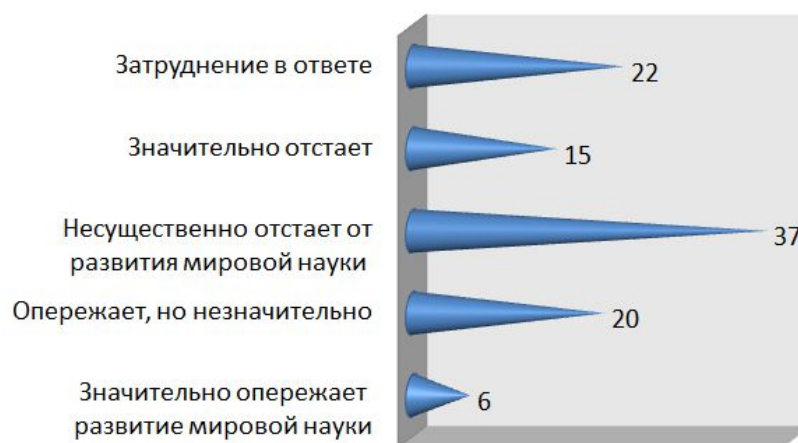 Затруднение в ответе
22
Значительно отстает
15
Несущественно отстает от
развития мировой науки
37
Опережает, но незначительно
20
Значительно опережает
развитие мировой науки
6